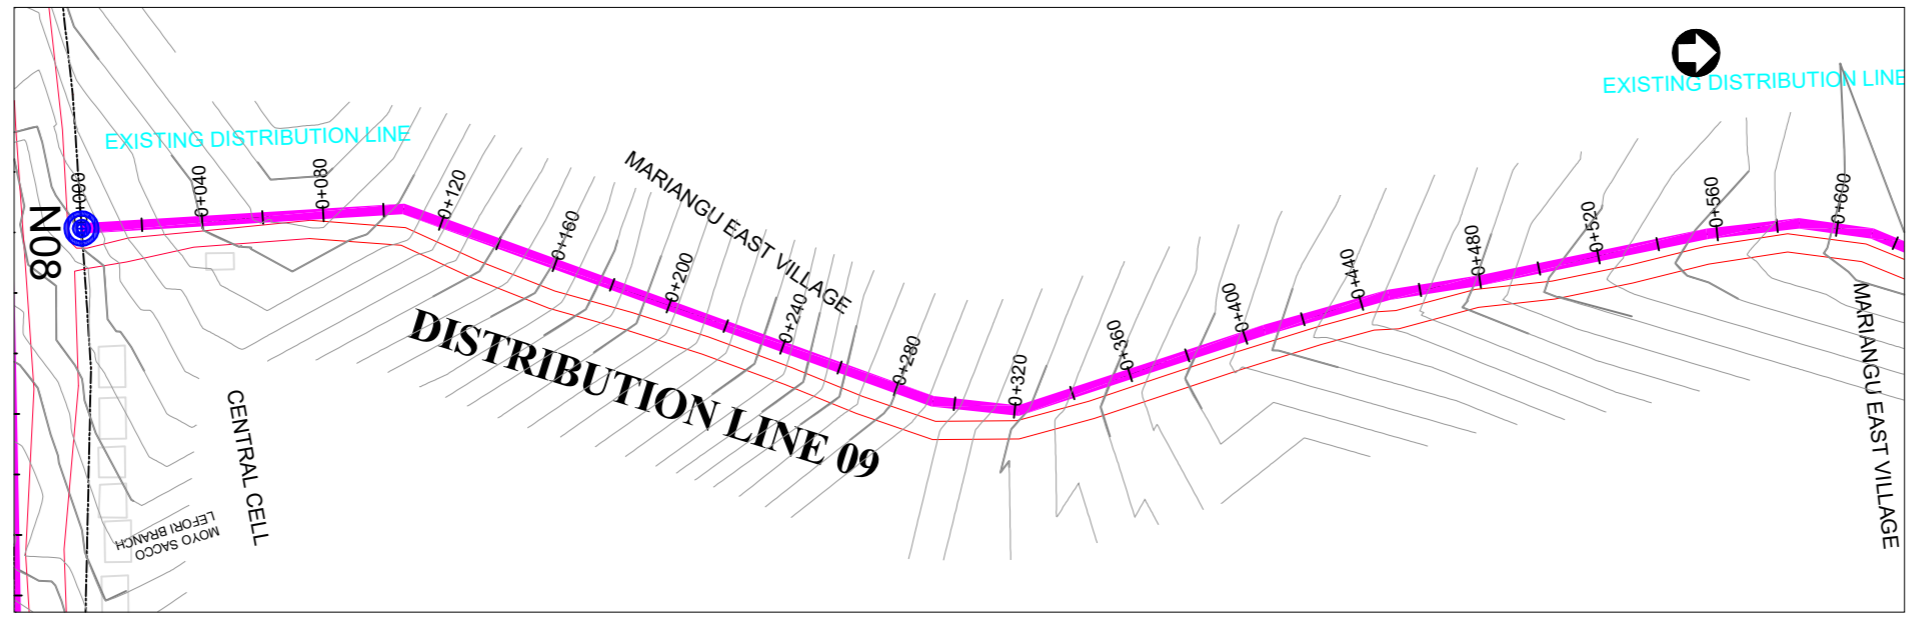 EXISTING DISTRIBUTION LINE
EXISTING DISTRIBUTION LINE
N08
0+000
0+040
0+080
0+120
0+160
0+200
0+240
0+280
0+320
0+360
0+400
0+440
0+480
0+520
0+560
0+600
MARIANGU EAST VILLAGE
DISTRIBUTION LINE 09
MARIANGU EAST VILLAGE
CENTRAL CELL
MOYO SACCO
LEFORI BRANCH